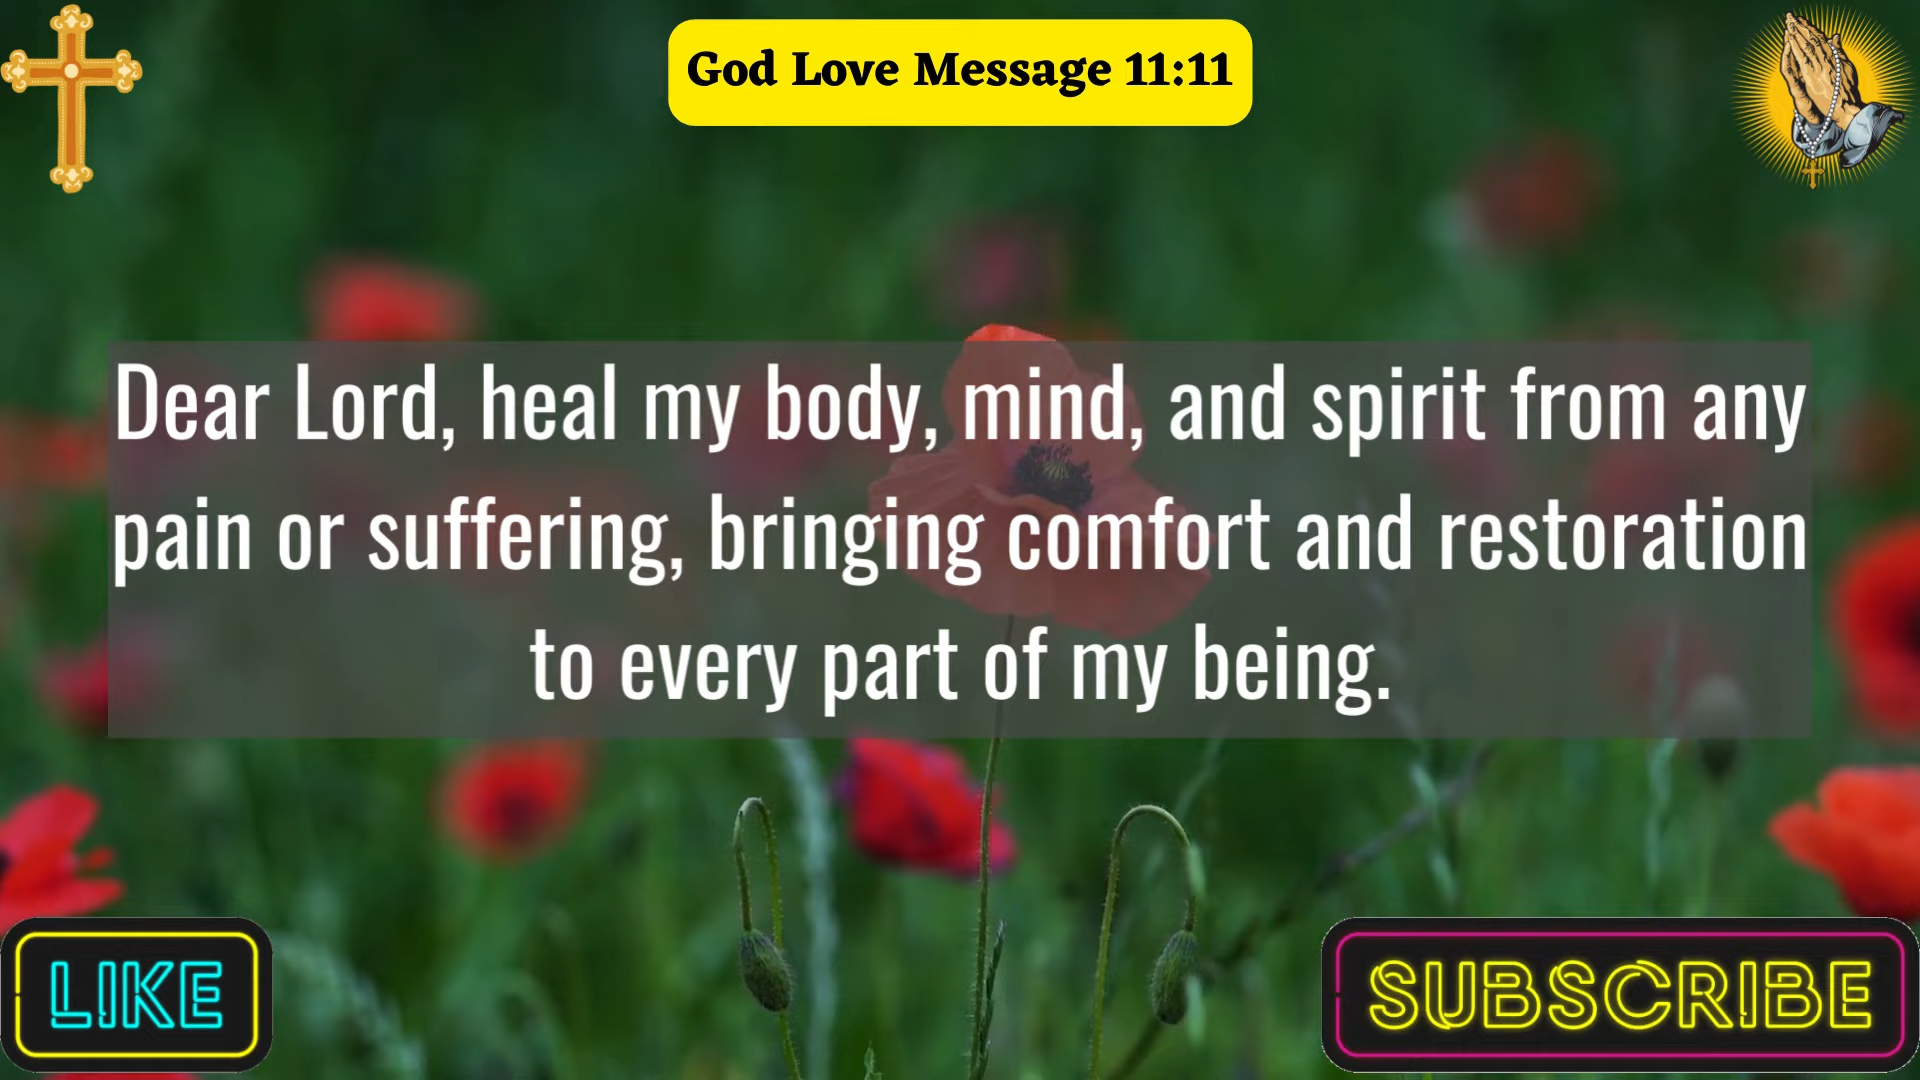 God Love Message 11:11
Dear Lord, heal my body, mind, and spirit from any
pain or suffering, bringing comfort and restoration
to every part of my being.
LIKE
SUBSCRIBE